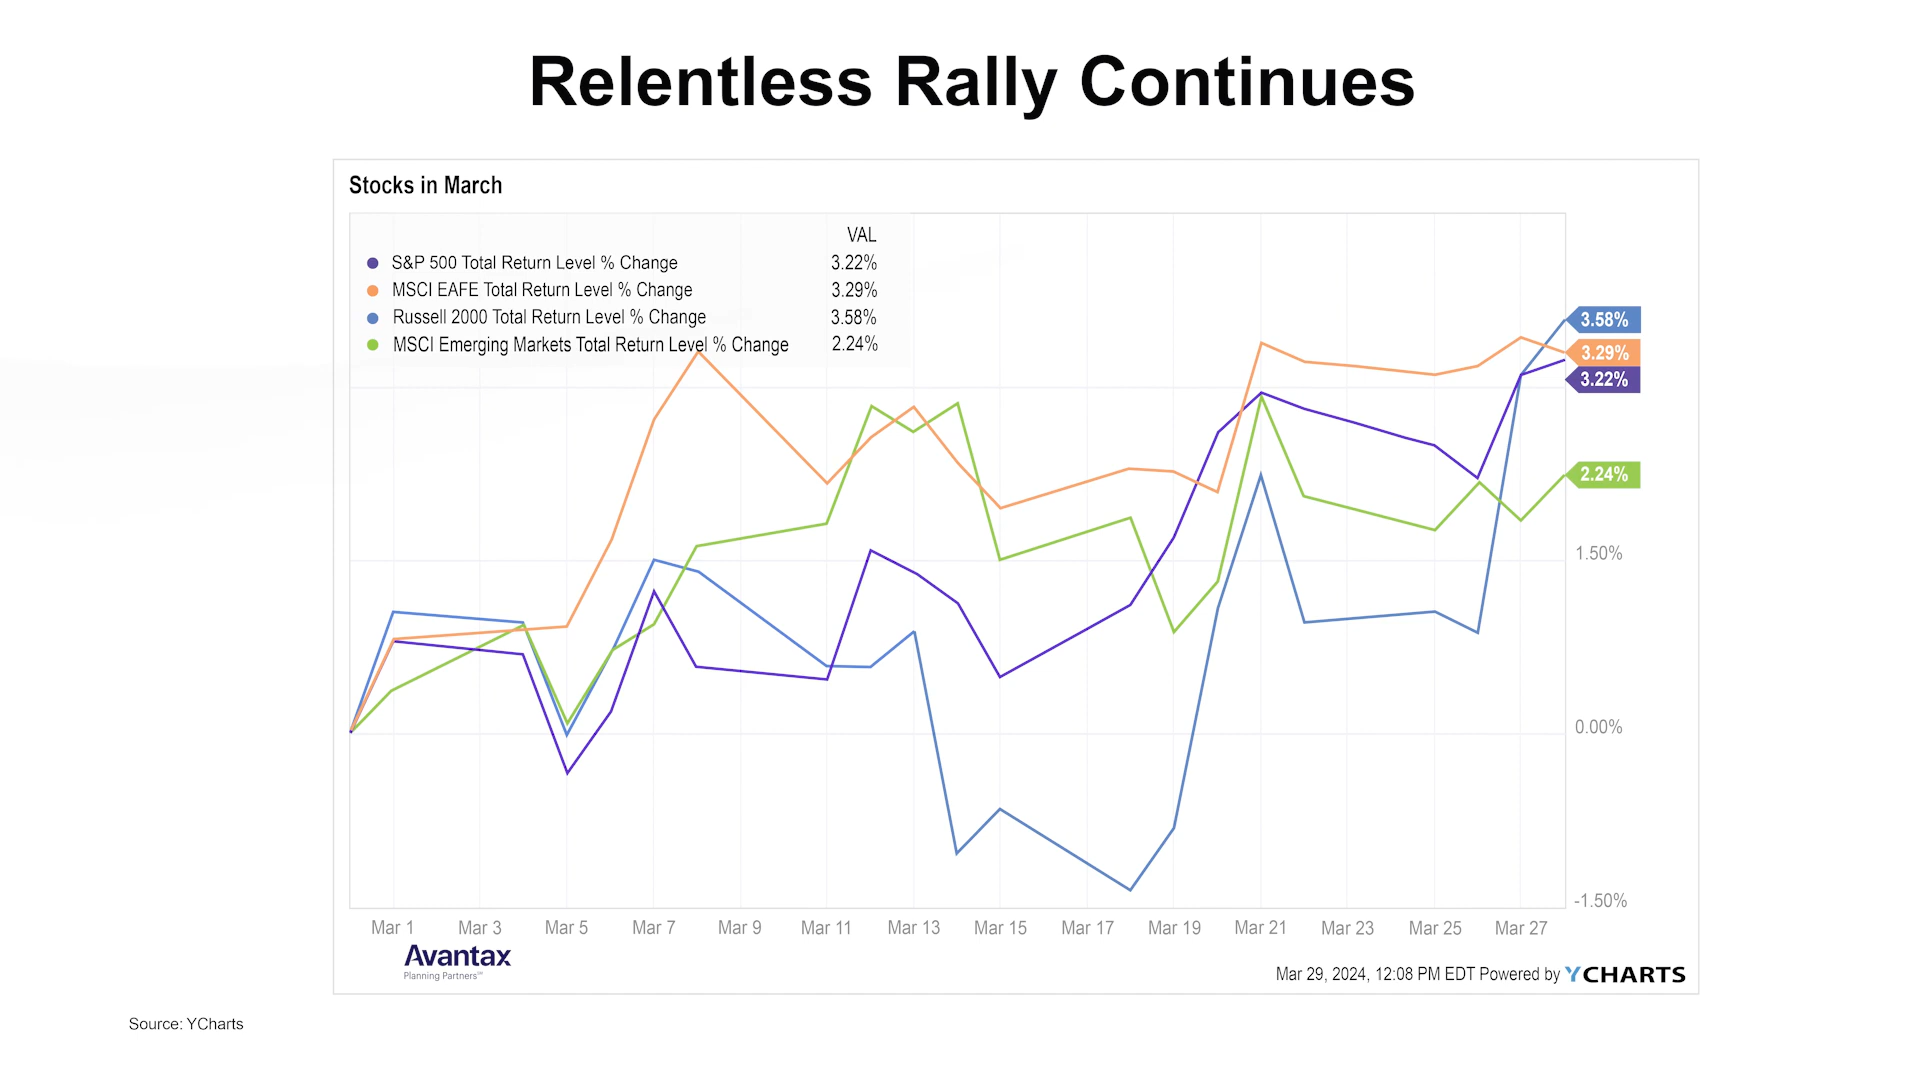 Relentless Rally Continues
Stocks in March
VAL
S&P 500 Total Return Level % Change 3.22%
MSCI EAFE Total Return Level % Change 3.29%
Russell 2000 Total Return Level % Change 3.58%
MSCI Emerging Markets Total Return Level % Change 2.24%
3.58%
3.29%
3.22%
2.24%
1.50%
0.00%
-1.50%
Mar 1 Mar 3 Mar 5 Mar 7 Mar 9 Mar 11 Mar 13 Mar 15 Mar 17 Mar 19 Mar 21 Mar 23 Mar 25 Mar 27
Avantax
Planning Partners℠
Mar 29, 2024, 12:08 PM EDT Powered by YCHARTS
Source: YCharts